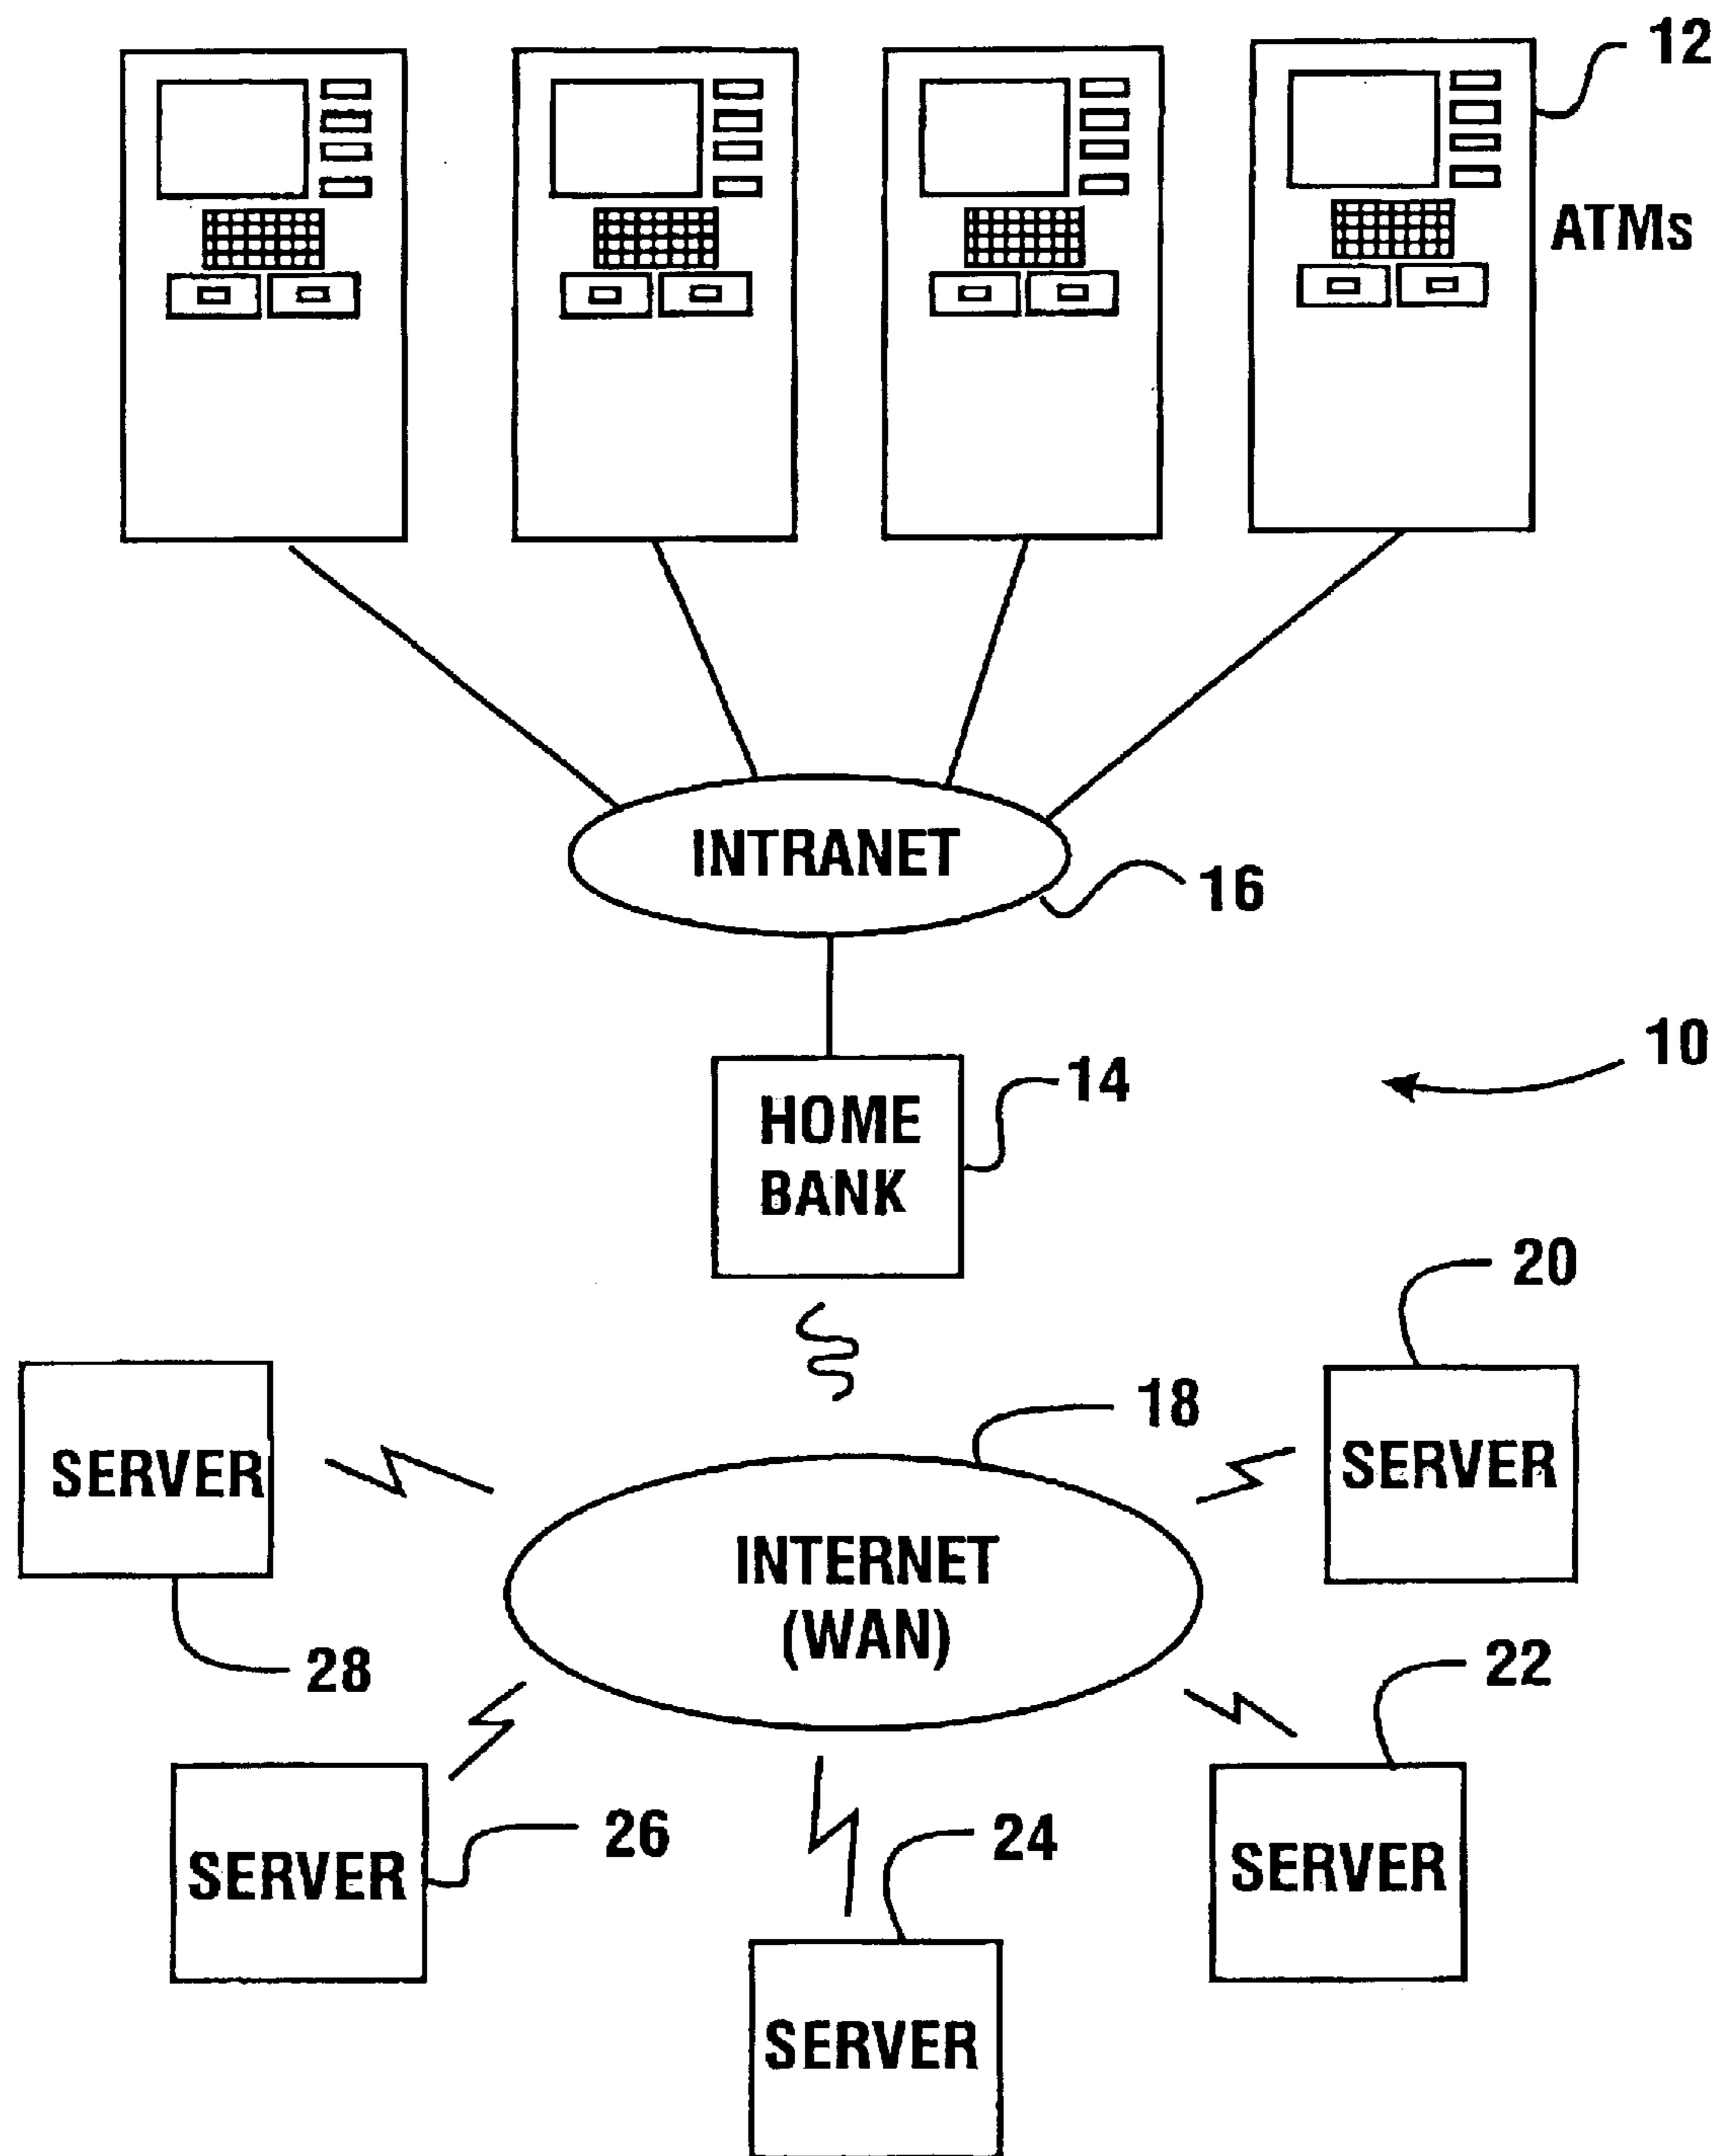 12
ATMs
INTRANET
16
10
14
HOME
BANK
20
18
SERVER
SERVER
INTERNET
(WAN)
28
22
26
24
SERVER
SERVER
SERVER